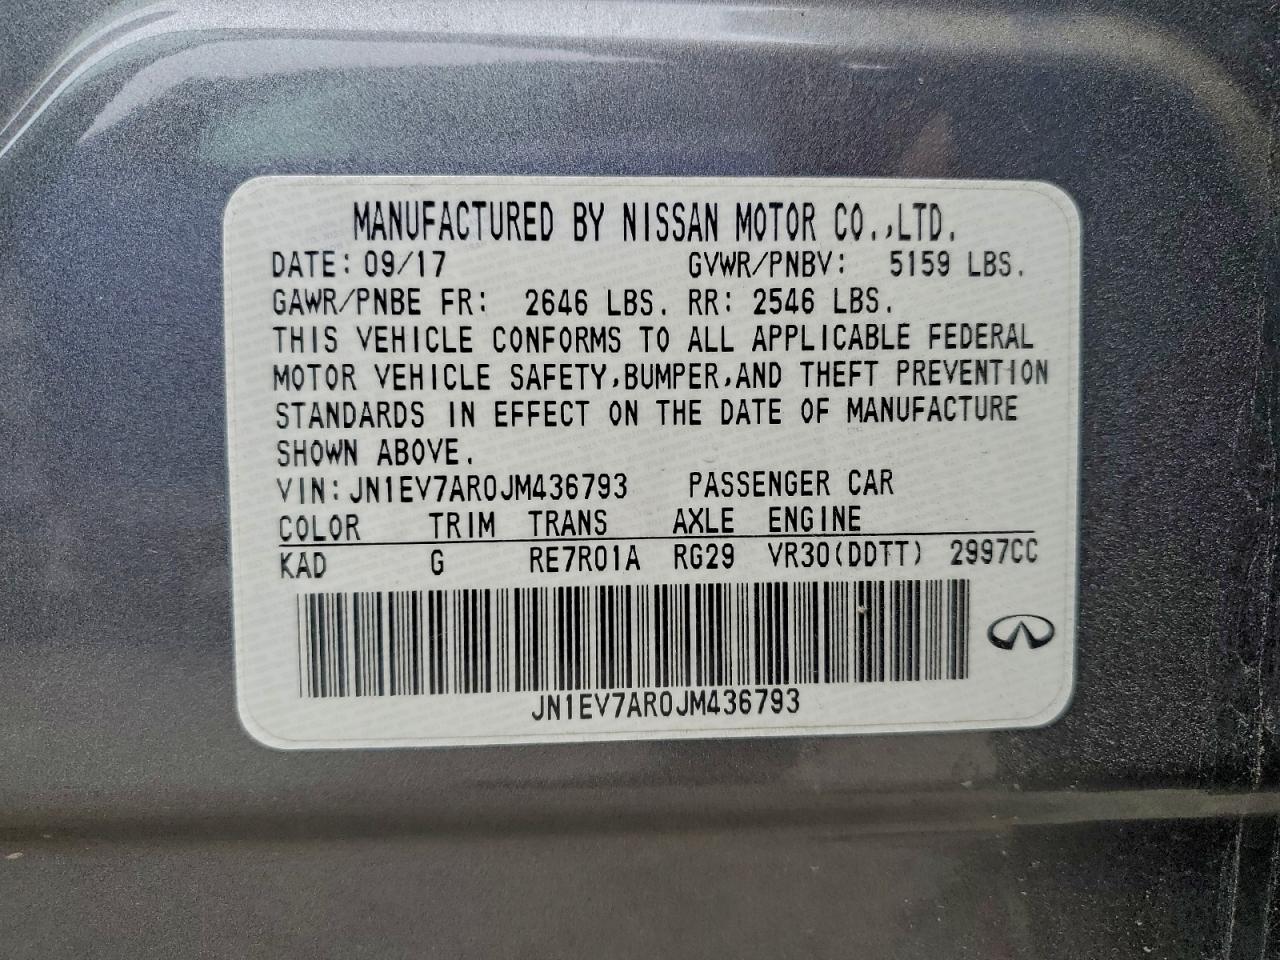 MANUFACTURED BY NISSAN MOTOR CO.,LTD.
DATE: 09/17 GVWR/PNBV: 5159 LBS.
GAWR/PNBE FR: 2646 LBS. RR: 2546 LBS.
THIS VEHICLE CONFORMS TO ALL APPLICABLE FEDERAL
MOTOR VEHICLE SAFETY,BUMPER,AND THEFT PREVENTION
STANDARDS IN EFFECT ON THE DATE OF MANUFACTURE
SHOWN ABOVE.
VIN: JN1EV7AR0JM436793 PASSENGER CAR
COLOR TRIM TRANS AXLE ENGINE
KAD G RE7R01A RG29 VR30(DDTT) 2997CC
JN1EV7AR0JM436793